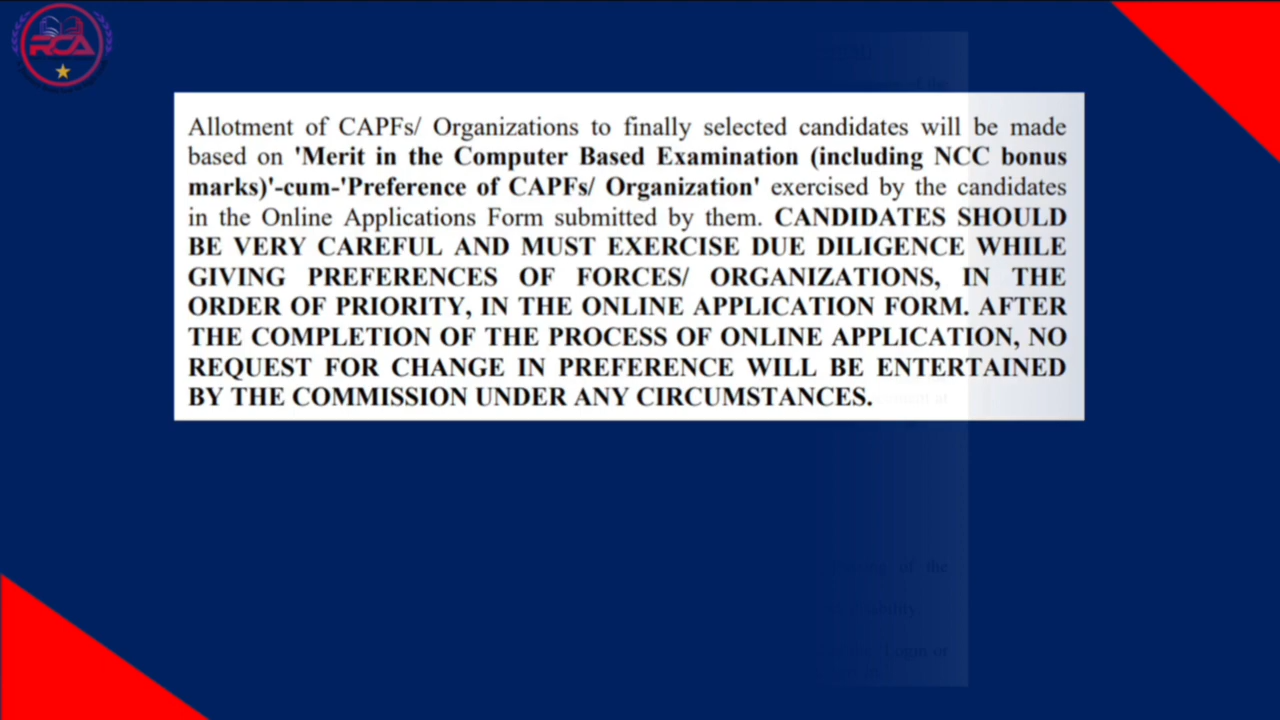 RCA
Allotment of CAPFs/ Organizations to finally selected candidates will be made
based on 'Merit in the Computer Based Examination (including NCC bonus
marks)'-cum-'Preference of CAPFs/ Organization' exercised by the candidates
in the Online Applications Form submitted by them. CANDIDATES SHOULD
BE VERY CAREFUL AND MUST EXERCISE DUE DILIGENCE WHILE
GIVING PREFERENCES OF FORCES/ ORGANIZATIONS, IN THE
ORDER OF PRIORITY, IN THE ONLINE APPLICATION FORM. AFTER
THE COMPLETION OF THE PROCESS OF ONLINE APPLICATION, NO
REQUEST FOR CHANGE IN PREFERENCE WILL BE ENTERTAINED
BY THE COMMISSION UNDER ANY CIRCUMSTANCES.
of the
Login or